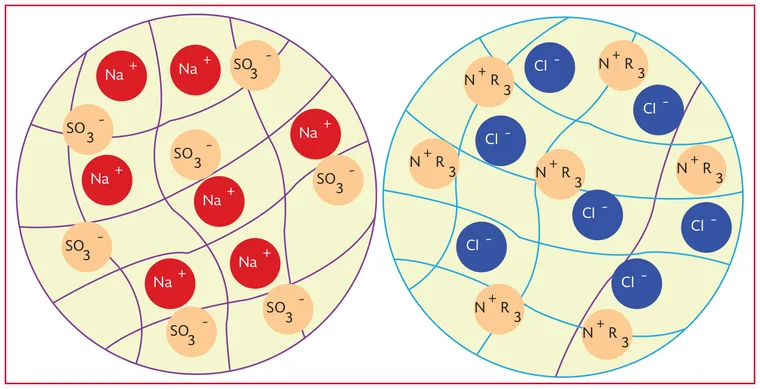 Na +
Na +
SO3 –
SO3 –
Na +
SO3 –
Na +
SO3 –
Na +
SO3 –
Na +
Na +
SO3 –
SO3 –
Cl –
N+R3
N+R3
Cl –
Cl –
N+R3
N+R3
N+R3
Cl –
Cl –
Cl –
Cl –
N+R3
N+R3